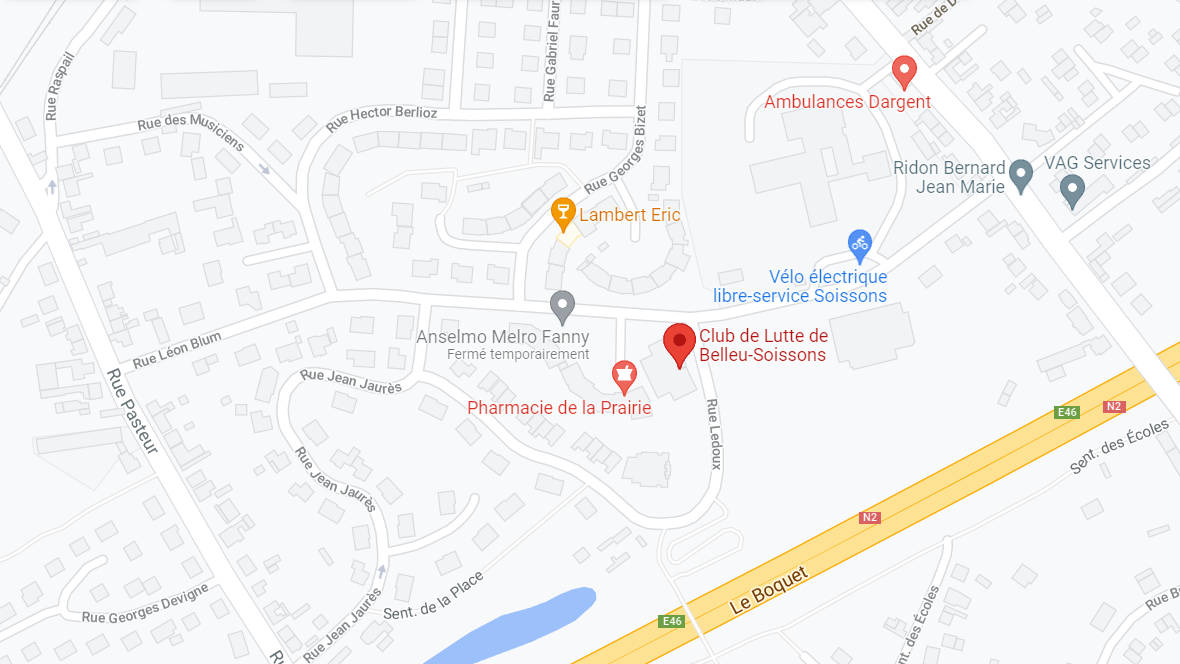 Rue de D
Rue Gabriel Faur
Rue Raspail
Ambulances Dargent
Rue Hector Berlioz
Rue des Musiciens
Rue Georges Bizet
Ridon Bernard
Jean Marie
VAG Services
Lambert Eric
Vélo électrique
libre-service Soissons
Anselmo Melro Fanny
Fermé temporairement
Club de Lutte de
Belleu-Soissons
Rue Léon Blum
Rue Jean Jaurès
Pharmacie de la Prairie
Rue Pasteur
Rue Ledoux
E46
N2
Sent. des Écoles
Rue Jean Jaurès
N2
Le Boquet
Sent. de la Place
Rue Georges Devigne
Rue Jean Jaurès
E46
nt. des Écoles
Rue B
R